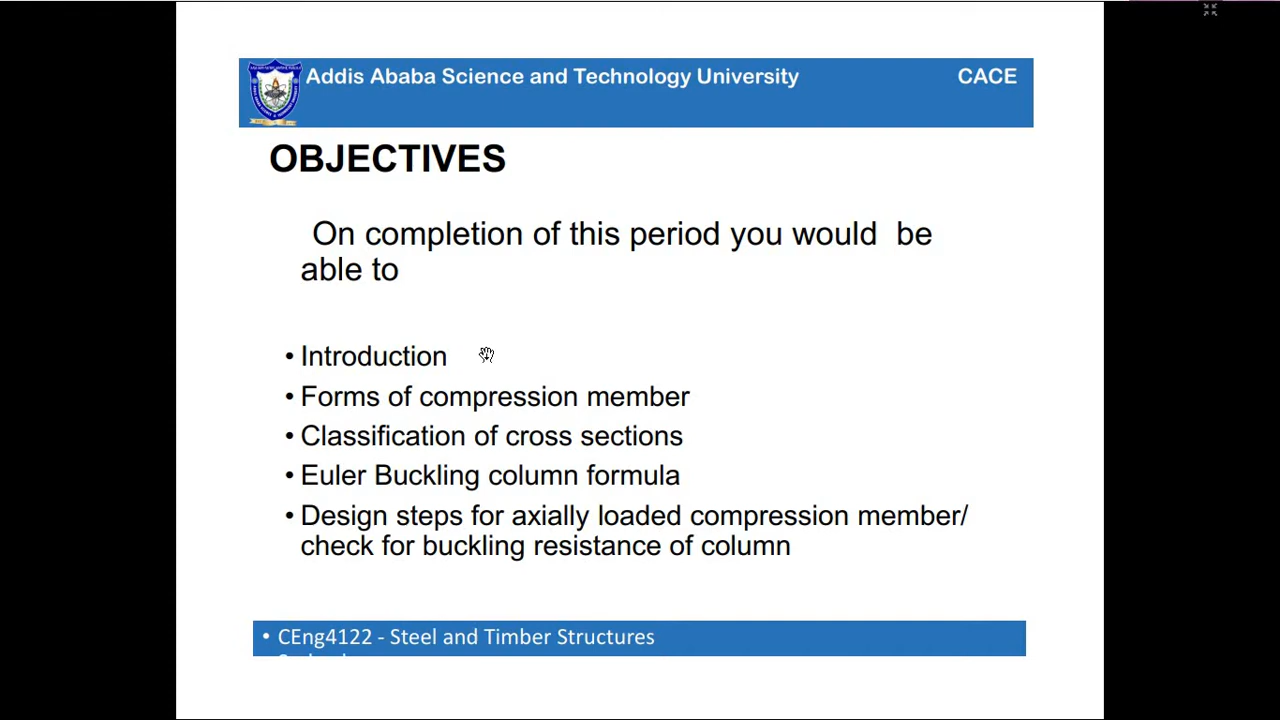 Addis Ababa Science and Technology University CACE
OBJECTIVES
On completion of this period you would be
able to
• Introduction
• Forms of compression member
• Classification of cross sections
• Euler Buckling column formula
• Design steps for axially loaded compression member/
check for buckling resistance of column
• CEng4122 - Steel and Timber Structures